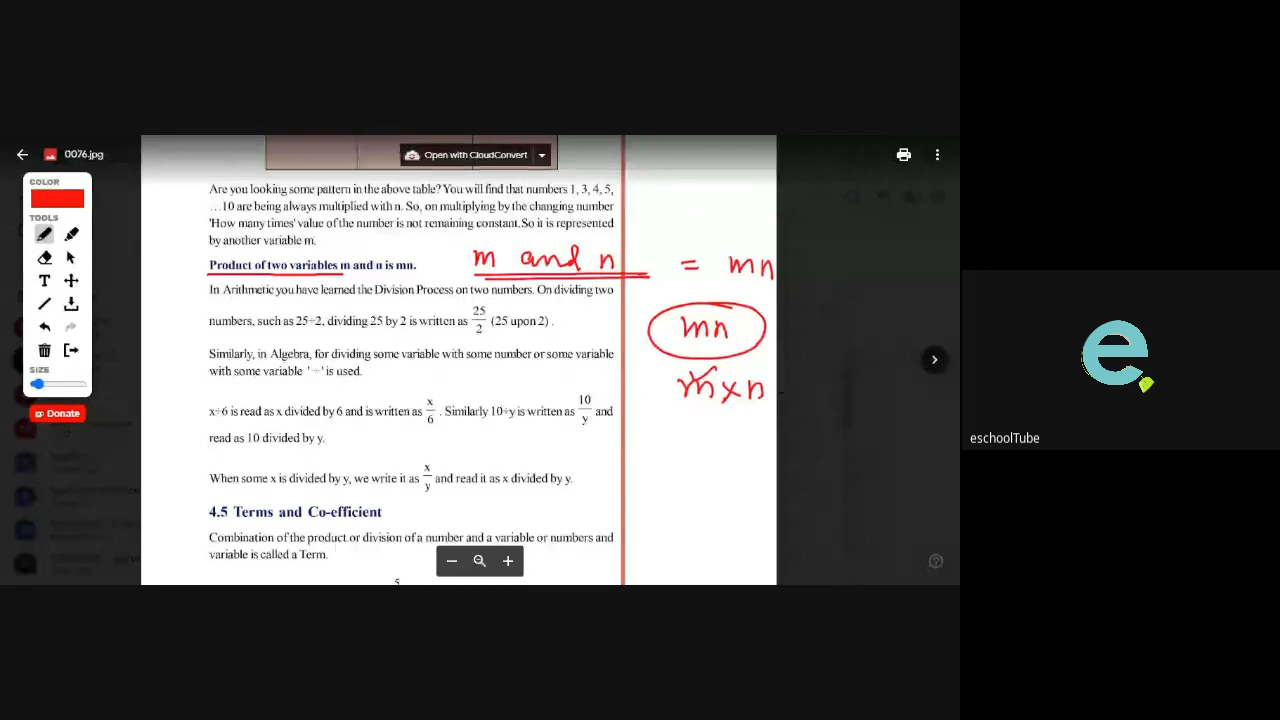 0076.jpg
Open with CloudConvert
COLOR
TOOLS
SIZE
Donate
Are you looking some pattern in the above table? You will find that numbers 1, 3, 4, 5,
…10 are being always multiplied with n. So, on multiplying by the changing number
'How many times' value of the number is not remaining constant.So it is represented
by another variable m.
Product of two variables m and n is mn.
m and n = mn
In Arithmetic you have learned the Division Process on two numbers. On dividing two
numbers, such as 25÷2, dividing 25 by 2 is written as 25/2 (25 upon 2) .
mn
Similarly, in Algebra, for dividing some variable with some number or some variable
with some variable ' ÷' is used.
m×n
x÷6 is read as x divided by 6 and is written as x/6 . Similarly 10÷y is written as 10/y and
read as 10 divided by y.
When some x is divided by y, we write it as x/y and read it as x divided by y.
4.5 Terms and Co-efficient
Combination of the product or division of a number and a variable or numbers and
variable is called a Term.
5
e
eschoolTube